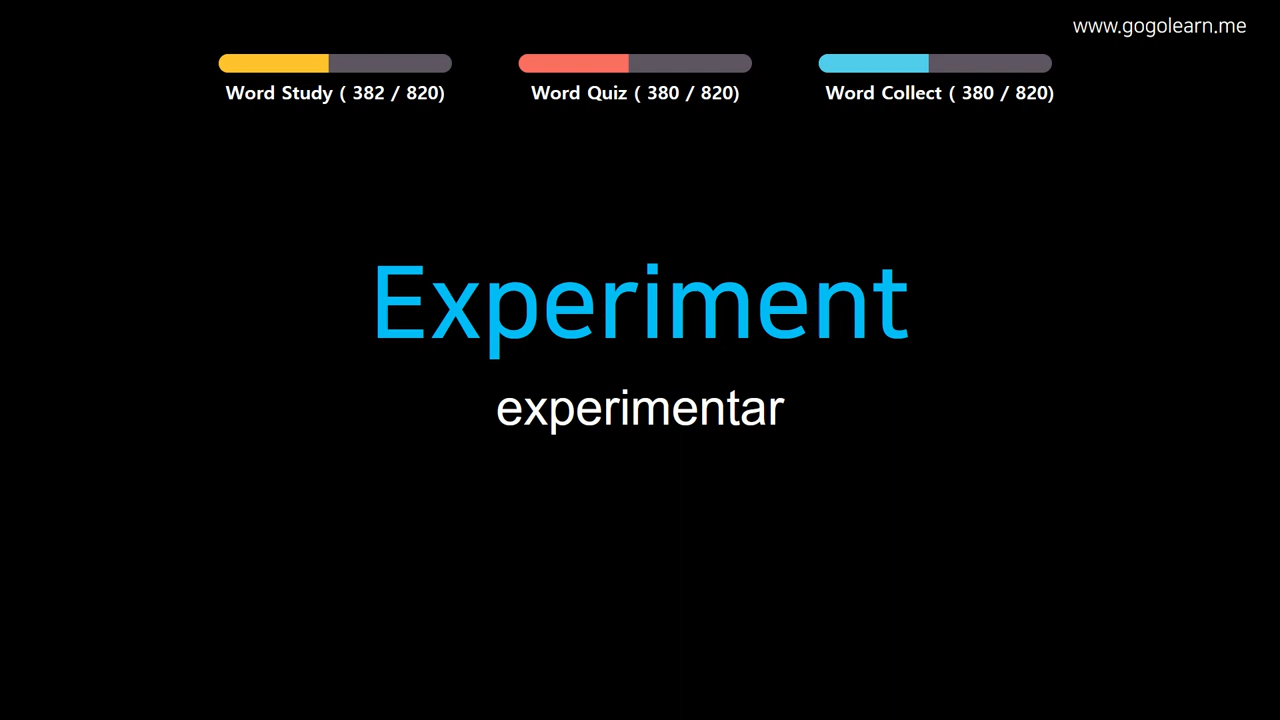 www.gogolearn.me
Word Study ( 382 / 820)
Word Quiz ( 380 / 820)
Word Collect ( 380 / 820)
Experiment
experimentar